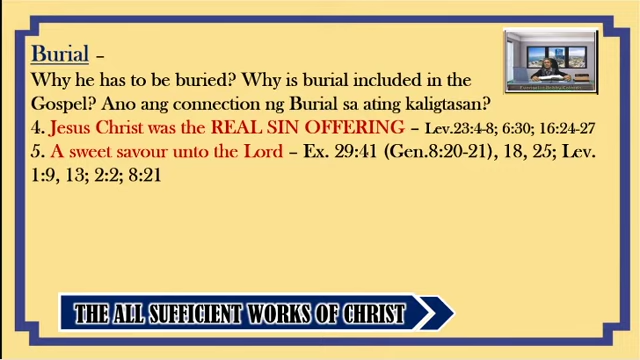 Burial –
Why he has to be buried? Why is burial included in the
Gospel? Ano ang connection ng Burial sa ating kaligtasan?
4. Jesus Christ was the REAL SIN OFFERING – Lev.23:4-8; 6:30; 16:24-27
5. A sweet savour unto the Lord – Ex. 29:41 (Gen.8:20-21), 18, 25; Lev.
1:9, 13; 2:2; 8:21
THE ALL SUFFICIENT WORKS OF CHRIST